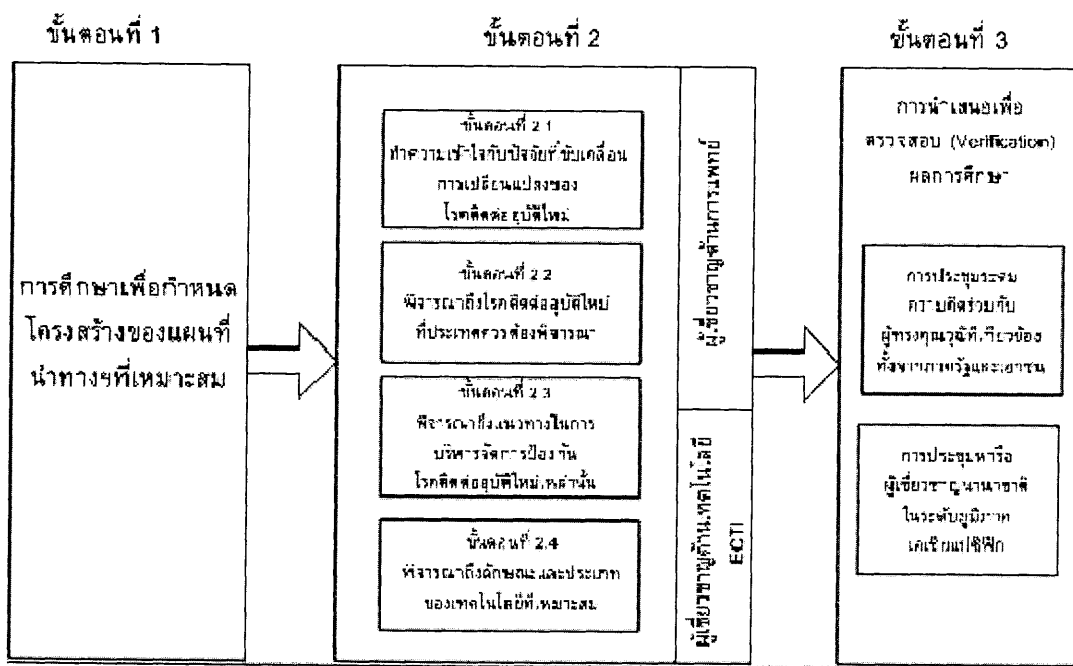 ขั้นตอนที่ 1
การศึกษาเพื่อกำหนด
โครงสร้างของแผนที่
นำทางฯที่เหมาะสม
ขั้นตอนที่ 2
ขั้นตอนที่ 2.1
ทำความเข้าใจกับปัจจัยที่ขับเคลื่อน
การเปลี่ยนแปลงของ
โรคติดต่ออุบัติใหม่
ขั้นตอนที่ 2.2
พิจารณาถึงโรคติดต่ออุบัติใหม่
ที่ประเทศควรต้องพิจารณา
ขั้นตอนที่ 2.3
พิจารณาถึงแนวทางในการ
บริหารจัดการป้องกัน
โรคติดต่ออุบัติใหม่เหล่านั้น
ขั้นตอนที่ 2.4
พิจารณาถึงลักษณะและประเภท
ของเทคโนโลยีที่เหมาะสม
ผู้เชี่ยวชาญด้านการแพทย์
ผู้เชี่ยวชาญด้านเทคโนโลยี
ECTI
ขั้นตอนที่ 3
การนำเสนอเพื่อ
ตรวจสอบ (Verification)
ผลการศึกษา
การประชุมระดม
ความคิดร่วมกับ
ผู้ทรงคุณวุฒิที่เกี่ยวข้อง
ทั้งจากภาครัฐและเอกชน
การประชุมหารือ
ผู้เชี่ยวชาญนานาชาติ
ในระดับภูมิภาค
เอเชียแปซิฟิก